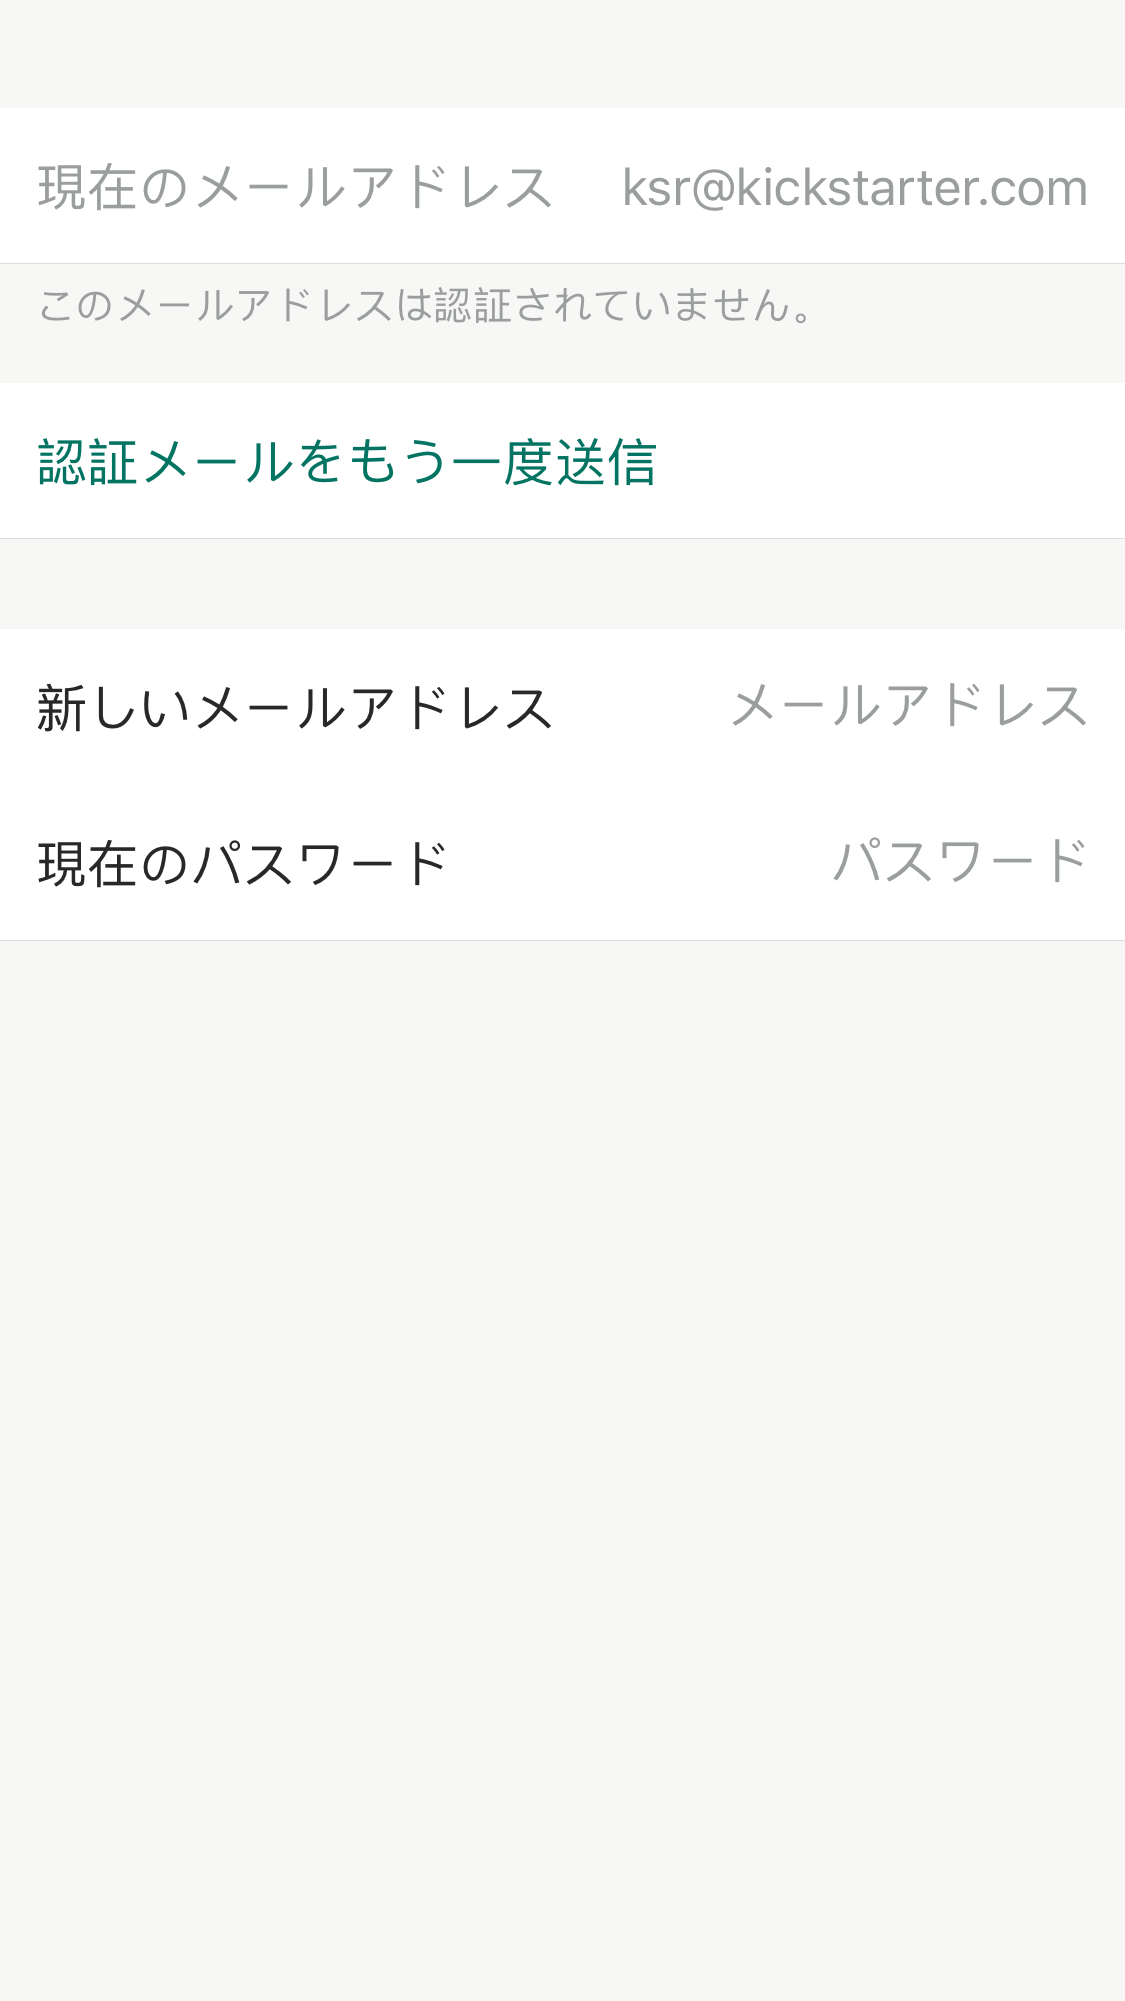 現在のメールアドレス ksr@kickstarter.com
このメールアドレスは認証されていません。
認証メールをもう一度送信
新しいメールアドレス メールアドレス
現在のパスワード パスワード